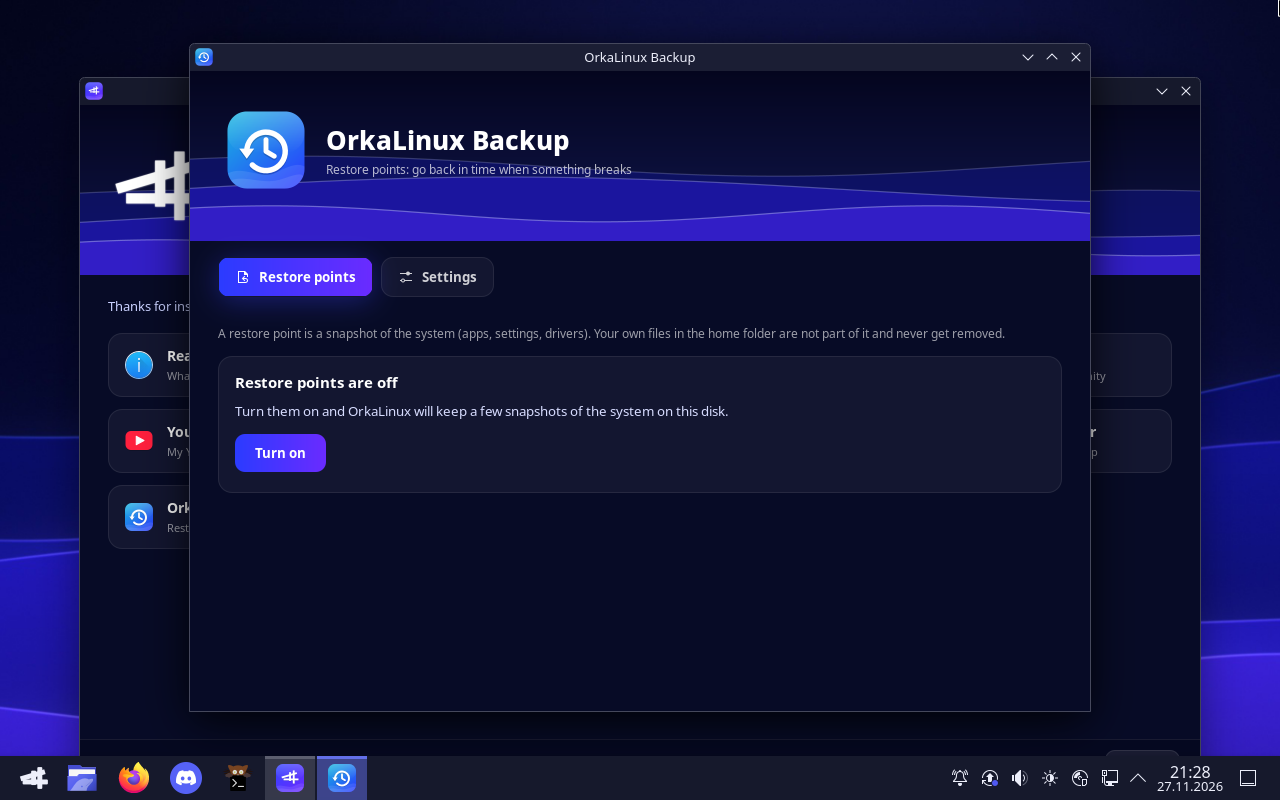 OrkaLinux Backup
OrkaLinux Backup
Restore points: go back in time when something breaks
Restore points
Settings
Thanks for ins
A restore point is a snapshot of the system (apps, settings, drivers). Your own files in the home folder are not part of it and never get removed.
Rea
Wha
ity
Restore points are off
Turn them on and OrkaLinux will keep a few snapshots of the system on this disk.
Turn on
You
My Y
r
p
Ork
Rest
21:28
27.11.2026